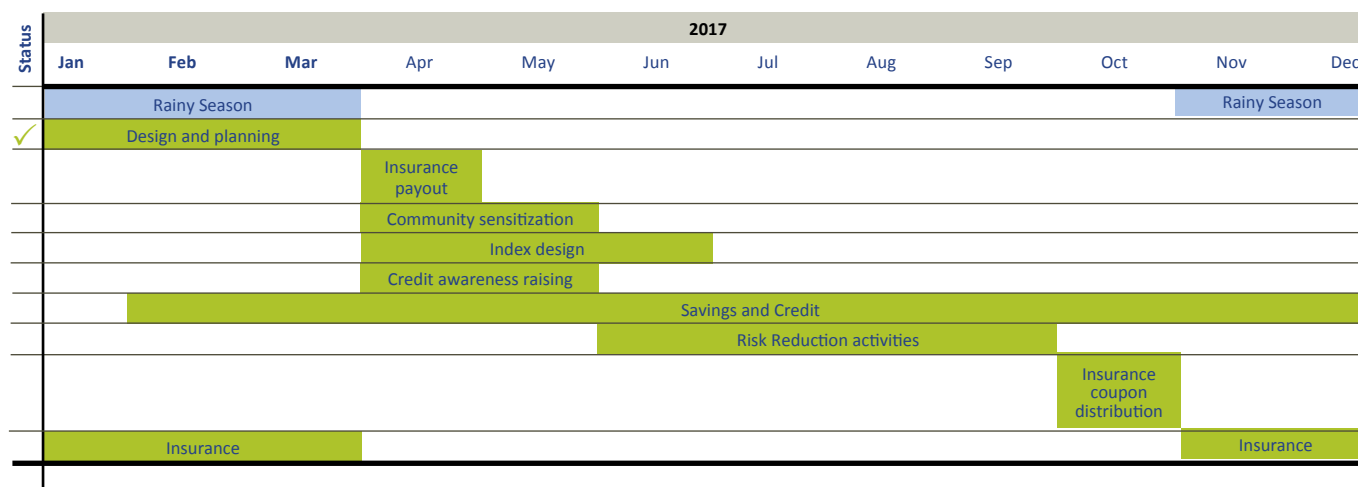 Status
2017
Jan Feb Mar Apr May Jun Jul Aug Sep Oct Nov Dec
Rainy Season Rainy Season
✓ Design and planning
Insurance
payout
Community sensitization
Index design
Credit awareness raising
Savings and Credit
Risk Reduction activities
Insurance
coupon
distribution
Insurance Insurance